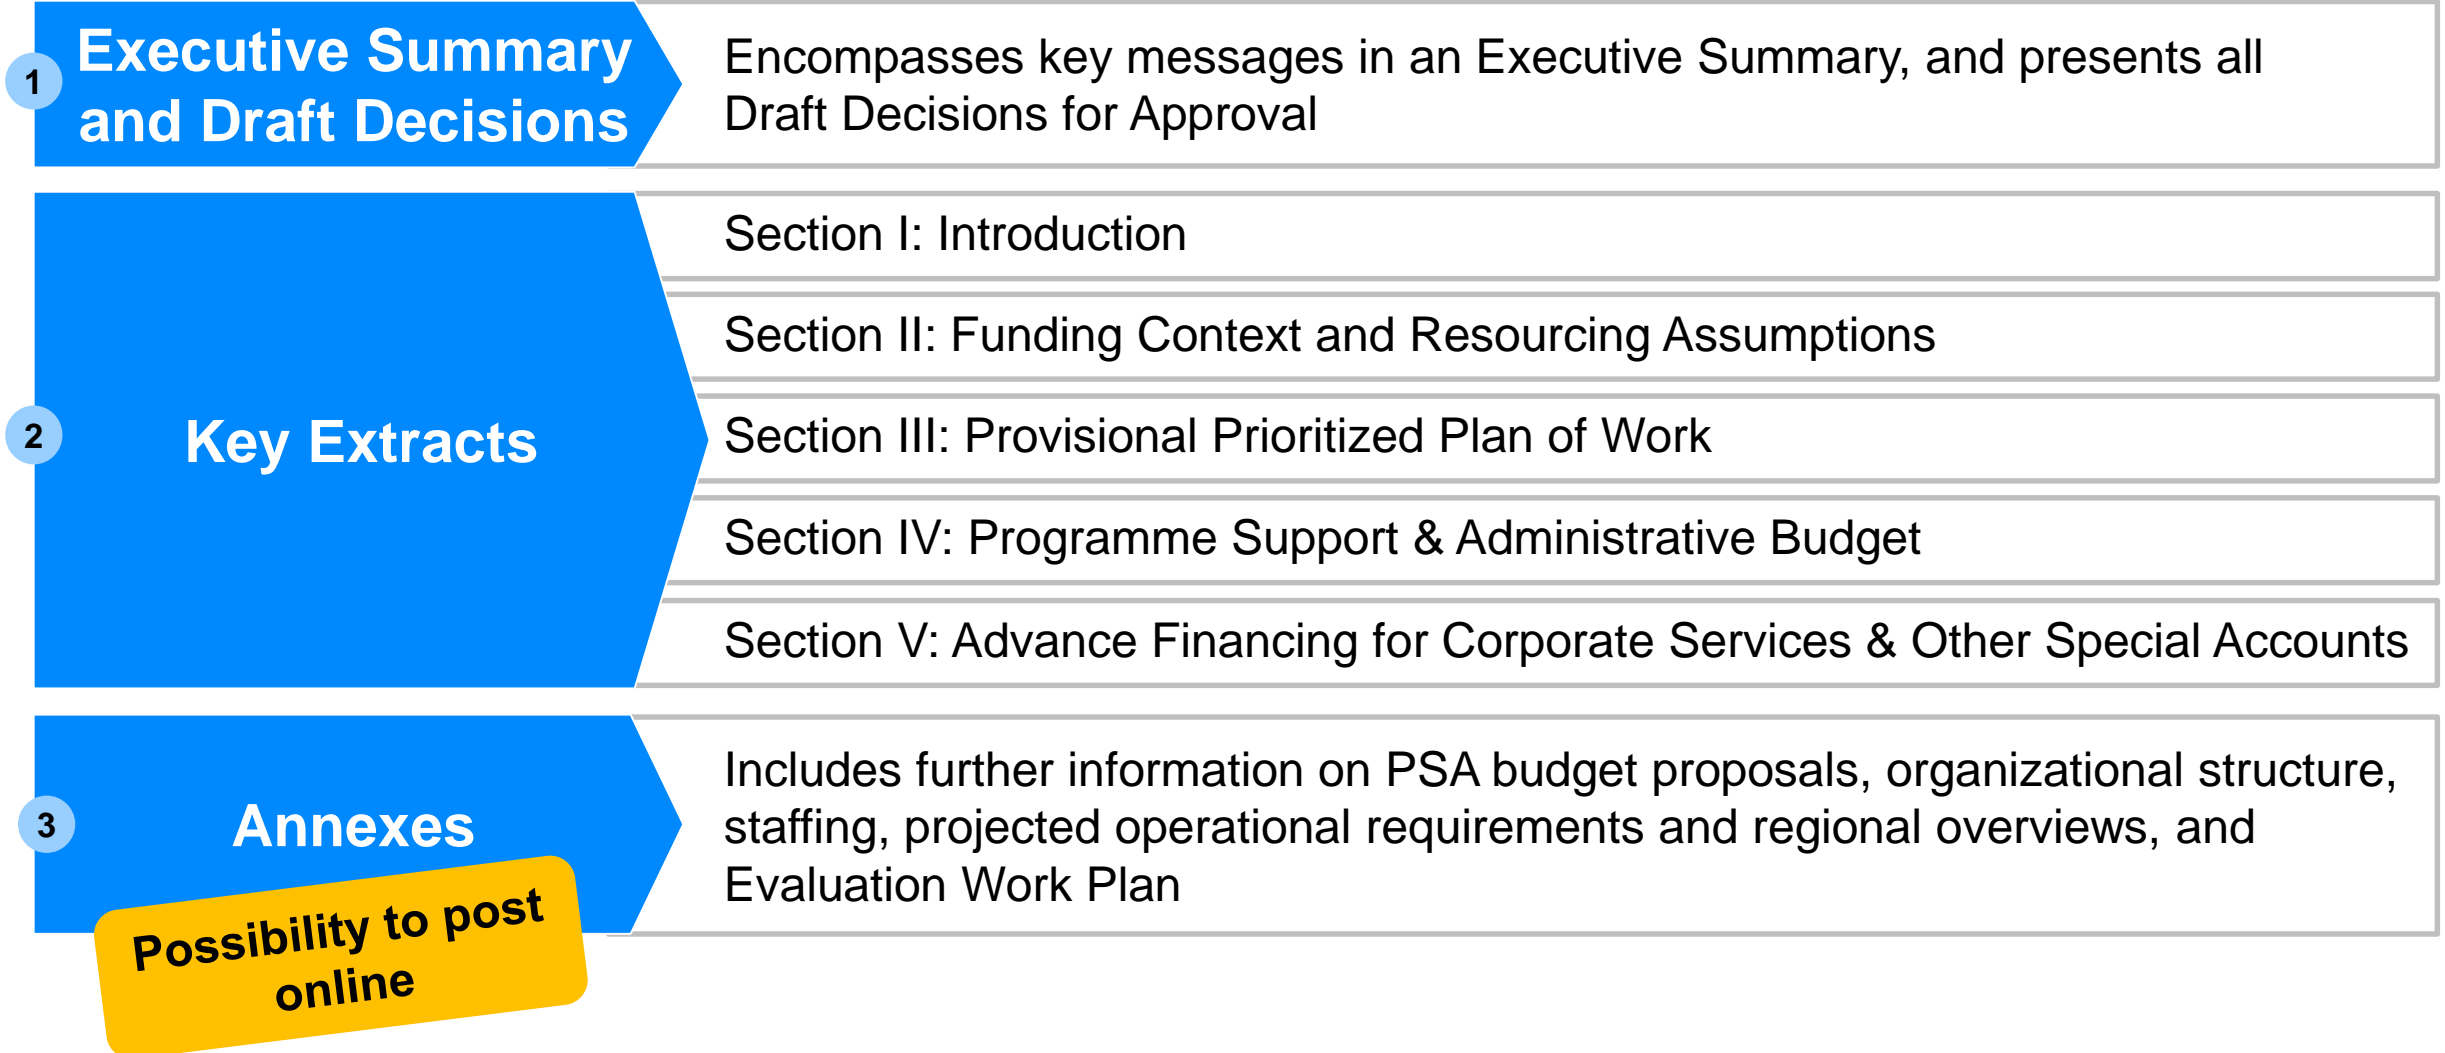 1
Executive Summary
and Draft Decisions
Encompasses key messages in an Executive Summary, and presents all
Draft Decisions for Approval
2
Key Extracts
Section I: Introduction
Section II: Funding Context and Resourcing Assumptions
Section III: Provisional Prioritized Plan of Work
Section IV: Programme Support & Administrative Budget
Section V: Advance Financing for Corporate Services & Other Special Accounts
3
Annexes
Possibility to post
online
Includes further information on PSA budget proposals, organizational structure,
staffing, projected operational requirements and regional overviews, and
Evaluation Work Plan